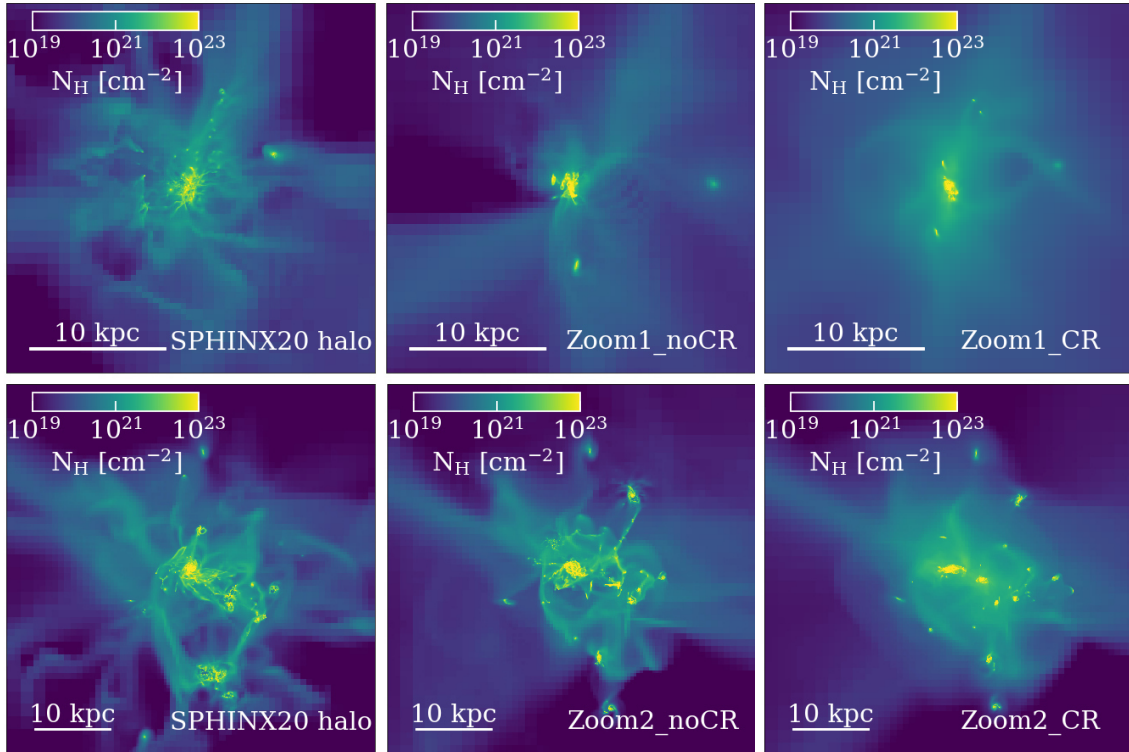 10^19 10^21 10^23
N_H [cm^−2]
10 kpc
SPHINX20 halo
10^19 10^21 10^23
N_H [cm^−2]
10 kpc
Zoom1_noCR
10^19 10^21 10^23
N_H [cm^−2]
10 kpc
Zoom1_CR
10^19 10^21 10^23
N_H [cm^−2]
10 kpc
SPHINX20 halo
10^19 10^21 10^23
N_H [cm^−2]
10 kpc
Zoom2_noCR
10^19 10^21 10^23
N_H [cm^−2]
10 kpc
Zoom2_CR